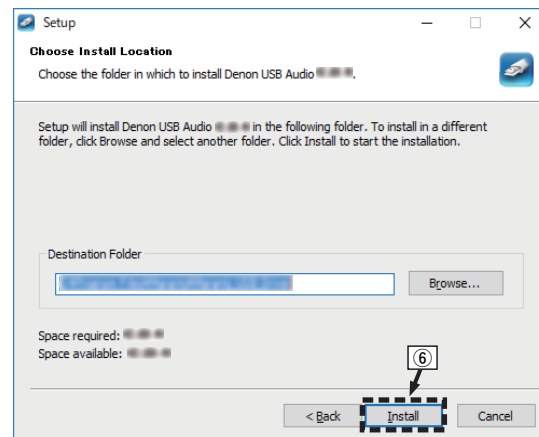 Setup
Choose Install Location
Choose the folder in which to install Denon USB Audio .
Setup will install Denon USB Audio in the following folder. To install in a different
folder, click Browse and select another folder. Click Install to start the installation.
Destination Folder
Browse...
Space required:
Space available:
⑥
< Back
Install
Cancel